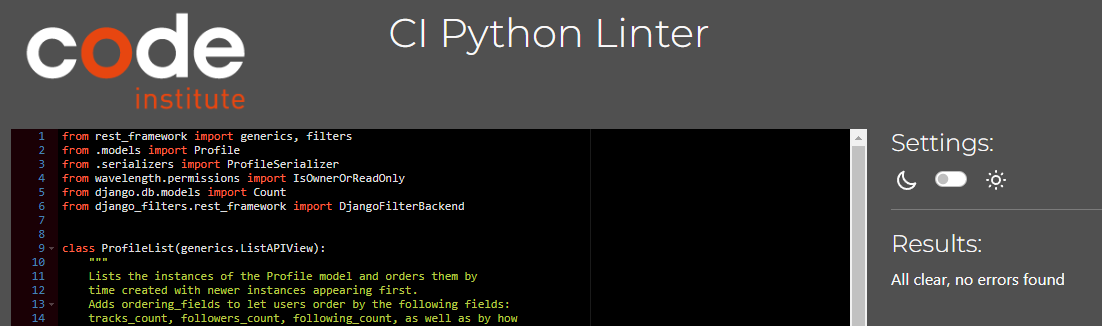 code
institute
CI Python Linter
1 from rest_framework import generics, filters
2 from .models import Profile
3 from .serializers import ProfileSerializer
4 from wavelength.permissions import IsOwnerOrReadOnly
5 from django.db.models import Count
6 from django_filters.rest_framework import DjangoFilterBackend
7
8
9 class ProfileList(generics.ListAPIView):
10 """
11 Lists the instances of the Profile model and orders them by
12 time created with newer instances appearing first.
13 Adds ordering_fields to let users order by the following fields:
14 tracks_count, followers_count, following_count, as well as by how
Settings:
Results:
All clear, no errors found